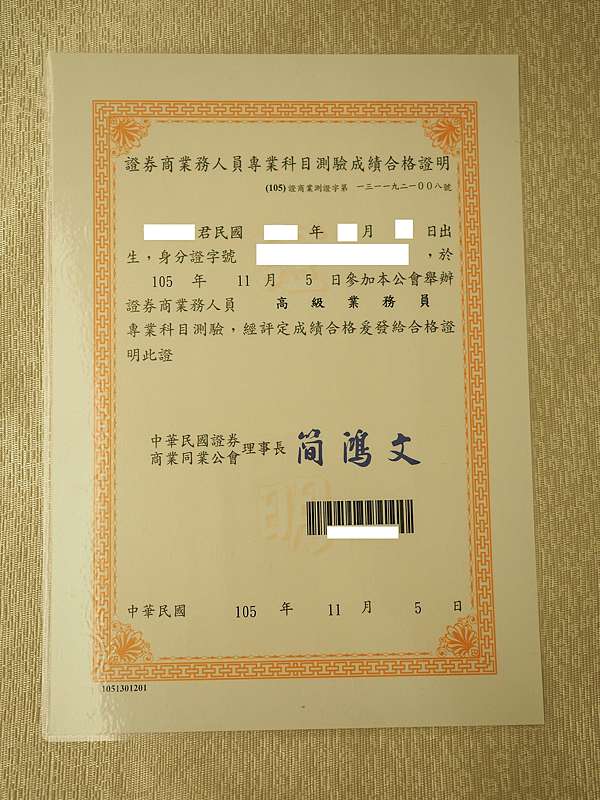 證券商業務人員專業科目測驗成績合格證明
(105) 證商業測證字第 一三一一九二一00八號
君民國 年 月 日出
生，身分證字號 ，於
105 年 11 月 5 日參加本公會舉辦
證券商業務人員 高級業務員
專業科目測驗，經評定成績合格爰發給合格證
明此證
中華民國證券
商業同業公會 理事長 簡鴻文
明
中華民國 105 年 11 月 5 日
1051301201